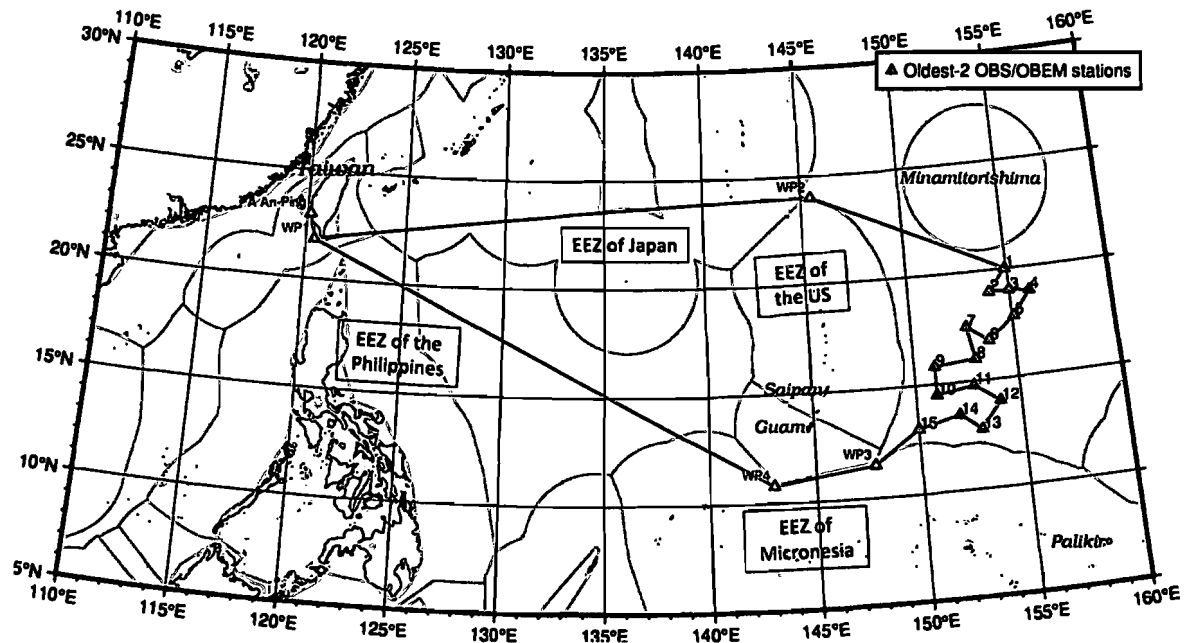 110°E 115°E 120°E 125°E 130°E 135°E 140°E 145°E 150°E 155°E 160°E
30°N
▲ Oldest-2 OBS/OBEM stations
25°N
Taiwan
Minamitorishima
WP2
An-Ping
WP
20°N
EEZ of Japan
EEZ of
the US
1
2 3 4
5
7
6
EEZ of the
Philippines
8
9
15°N
10 11
12
Saipan
14
13
15
Guam
WP3
10°N
WP4
EEZ of
Micronesia
Palikir
5°N
110°E 115°E 120°E 125°E 130°E 135°E 140°E 145°E 150°E 155°E 160°E